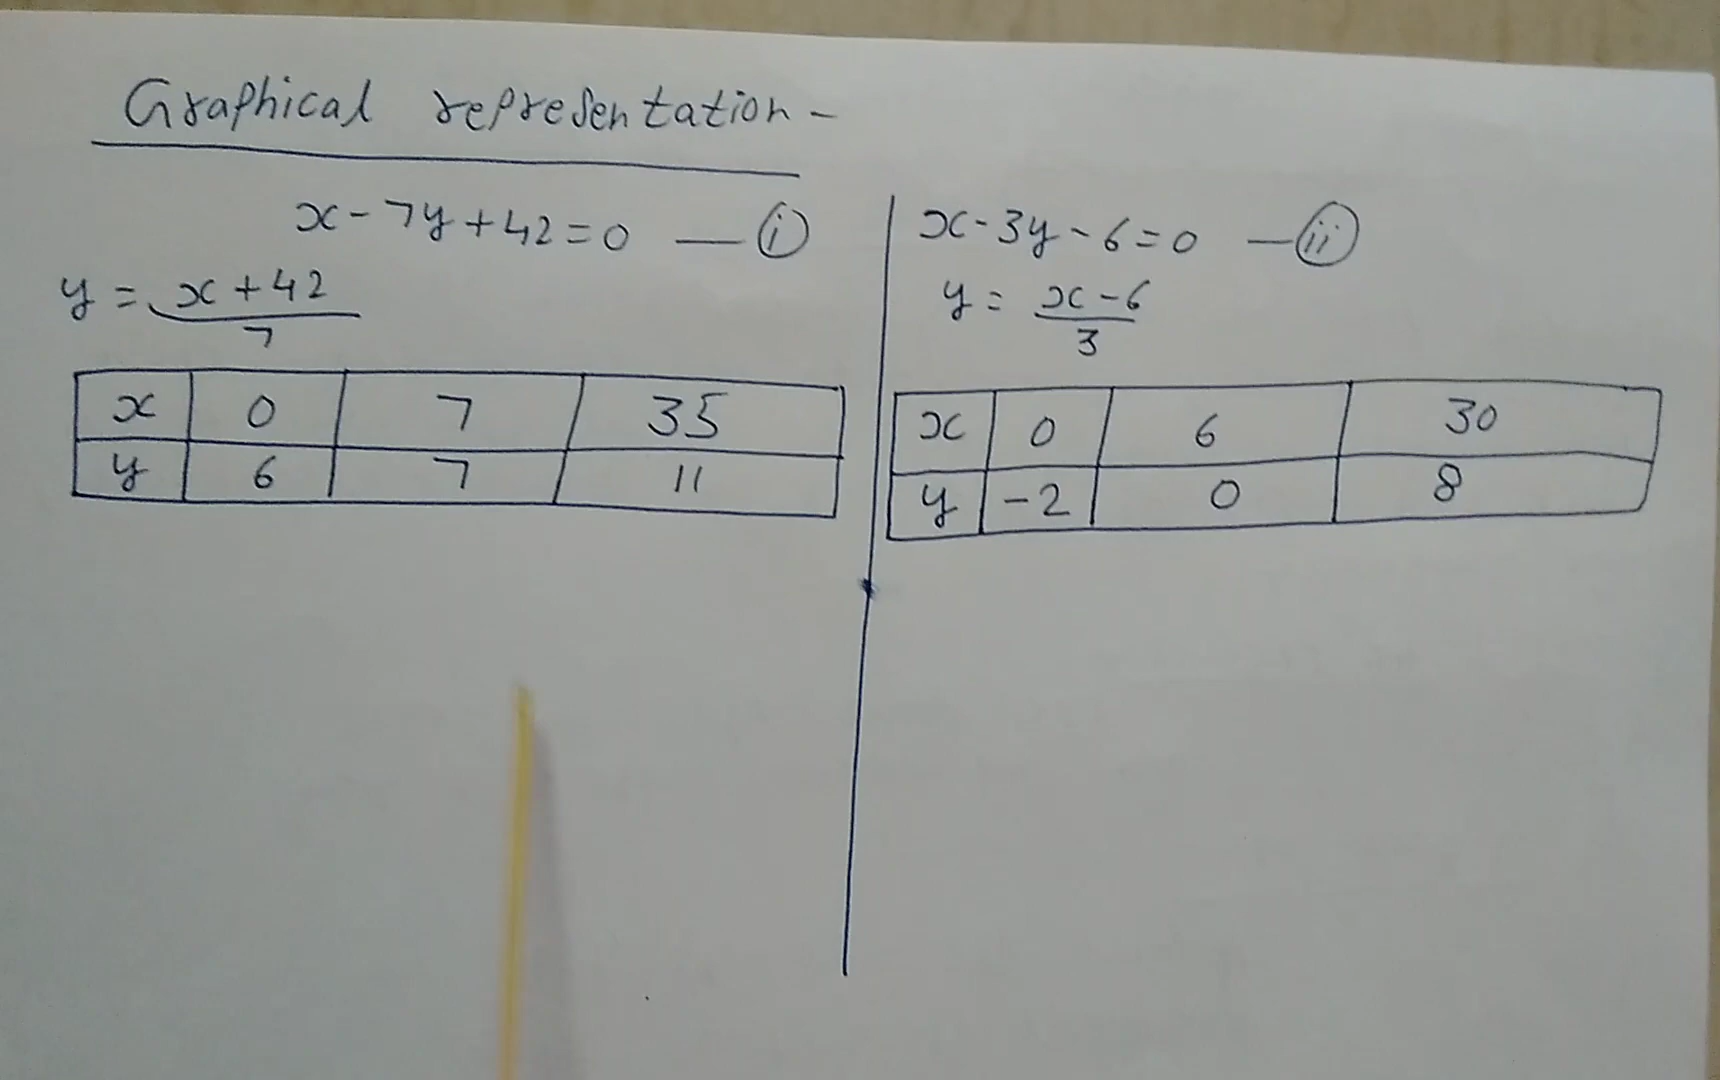 Graphical representation -
x - 7y + 42 = 0 — (i)
y = x + 42 / 7
x 0 7 35
y 6 7 11
x - 3y - 6 = 0 — (ii)
y = x - 6 / 3
x 0 6 30
y -2 0 8